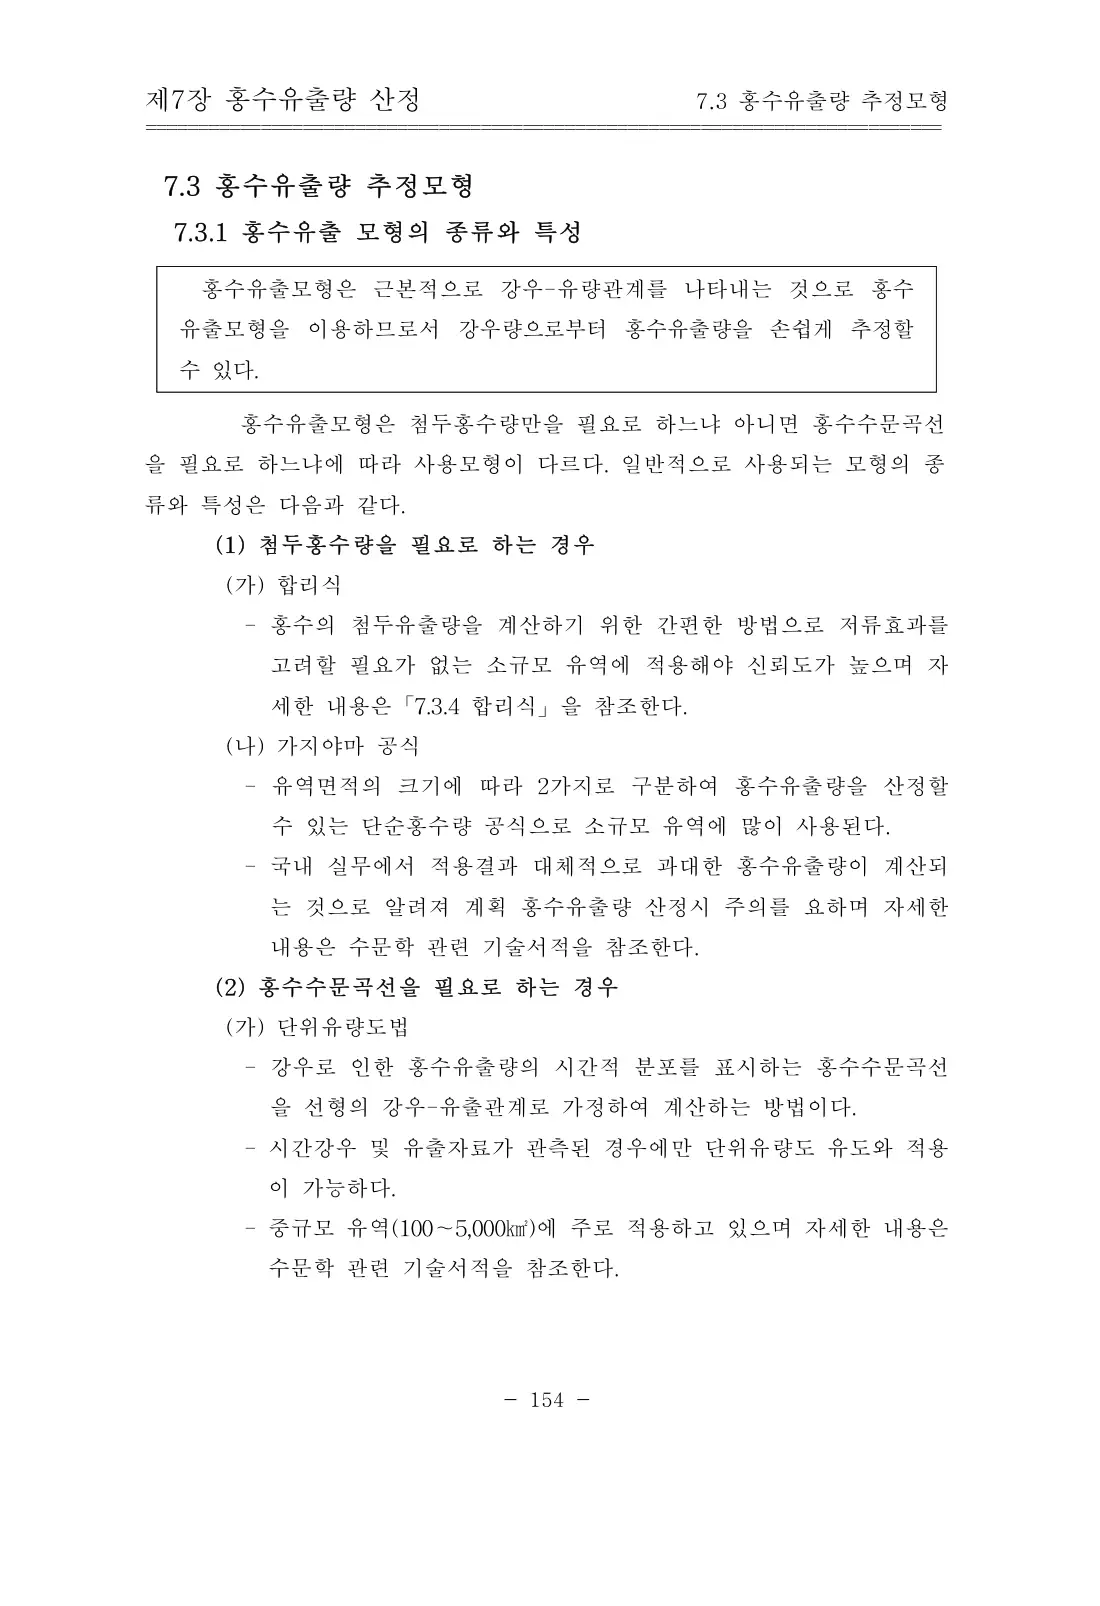 제7장 홍수유출량 산정
7.3 홍수유출량 추정모형
7.3 홍수유출량 추정모형
7.3.1 홍수유출 모형의 종류와 특성
홍수유출모형은 근본적으로 강우-유량관계를 나타내는 것으로 홍수
유출모형을 이용하므로서 강우량으로부터 홍수유출량을 손쉽게 추정할
수 있다.
홍수유출모형은 첨두홍수량만을 필요로 하느냐 아니면 홍수수문곡선
을 필요로 하느냐에 따라 사용모형이 다르다. 일반적으로 사용되는 모형의 종
류와 특성은 다음과 같다.
(1) 첨두홍수량을 필요로 하는 경우
(가) 합리식
- 홍수의 첨두유출량을 계산하기 위한 간편한 방법으로 저류효과를
고려할 필요가 없는 소규모 유역에 적용해야 신뢰도가 높으며 자
세한 내용은「7.3.4 합리식」을 참조한다.
(나) 가지야마 공식
- 유역면적의 크기에 따라 2가지로 구분하여 홍수유출량을 산정할
수 있는 단순홍수량 공식으로 소규모 유역에 많이 사용된다.
- 국내 실무에서 적용결과 대체적으로 과대한 홍수유출량이 계산되
는 것으로 알려져 계획 홍수유출량 산정시 주의를 요하며 자세한
내용은 수문학 관련 기술서적을 참조한다.
(2) 홍수수문곡선을 필요로 하는 경우
(가) 단위유량도법
- 강우로 인한 홍수유출량의 시간적 분포를 표시하는 홍수수문곡선
을 선형의 강우-유출관계로 가정하여 계산하는 방법이다.
- 시간강우 및 유출자료가 관측된 경우에만 단위유량도 유도와 적용
이 가능하다.
- 중규모 유역(100∼5,000㎢)에 주로 적용하고 있으며 자세한 내용은
수문학 관련 기술서적을 참조한다.
- 154 -